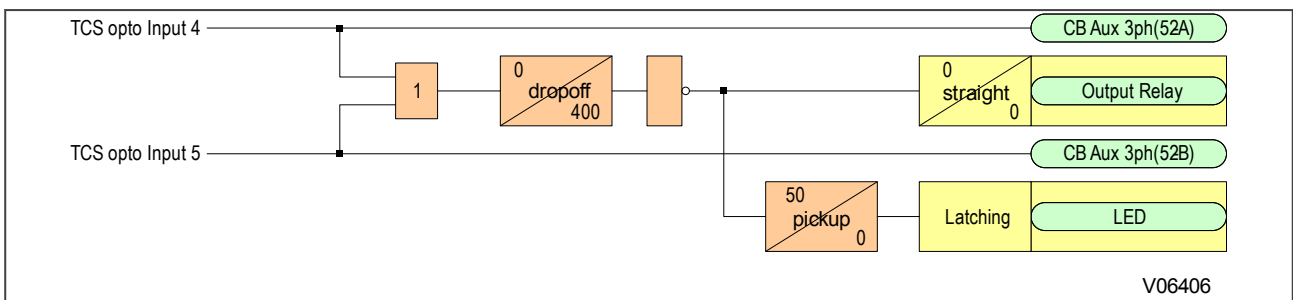 TCS opto Input 4
CB Aux 3ph(52A)
1
0
dropoff
400
0
straight
0
Output Relay
TCS opto Input 5
CB Aux 3ph(52B)
50
pickup
0
Latching
LED
V06406